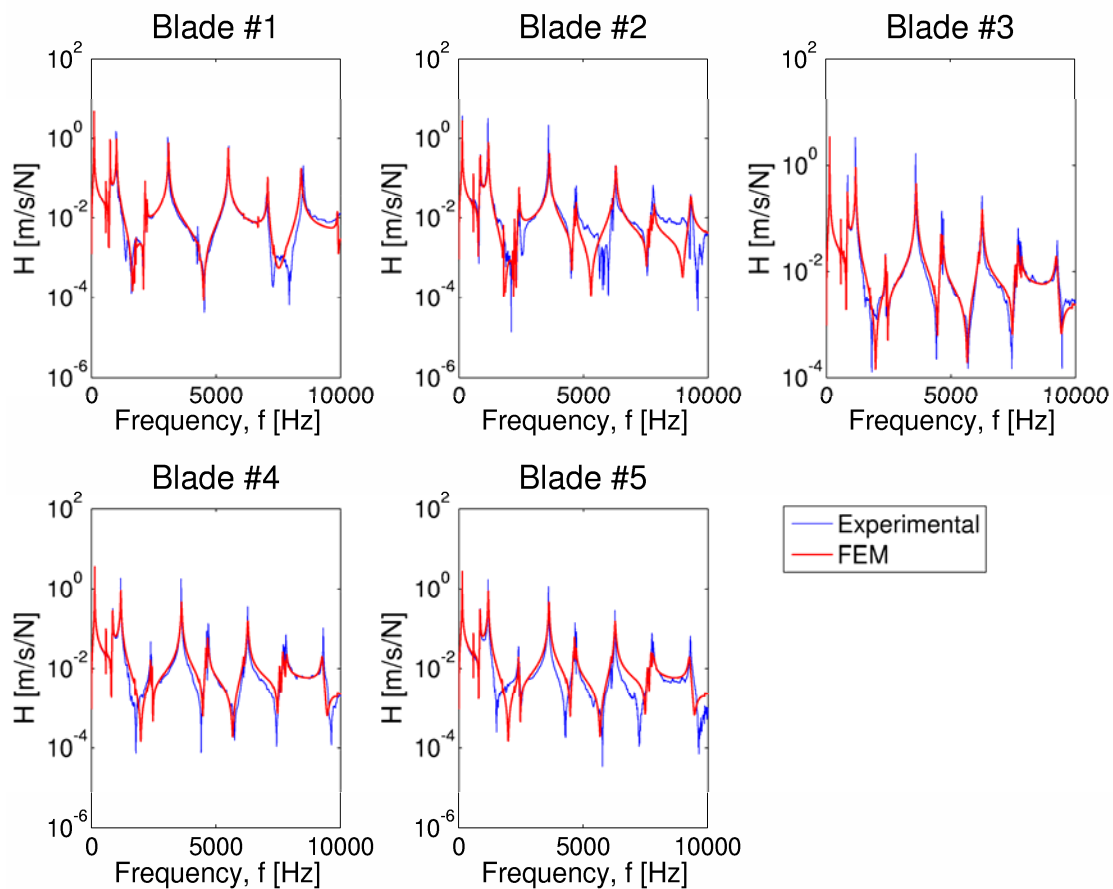 Blade #1
Blade #2
Blade #3
10^2
10^0
10^-2
10^-4
10^-6
H [m/s/N]
0
5000
10000
Frequency, f [Hz]
10^2
10^0
10^-2
10^-4
10^-6
H [m/s/N]
0
5000
10000
Frequency, f [Hz]
10^2
10^0
10^-2
10^-4
H [m/s/N]
0
5000
10000
Frequency, f [Hz]
Blade #4
Blade #5
10^2
10^0
10^-2
10^-4
10^-6
H [m/s/N]
0
5000
10000
Frequency, f [Hz]
10^2
10^0
10^-2
10^-4
10^-6
H [m/s/N]
0
5000
10000
Frequency, f [Hz]
Experimental
FEM